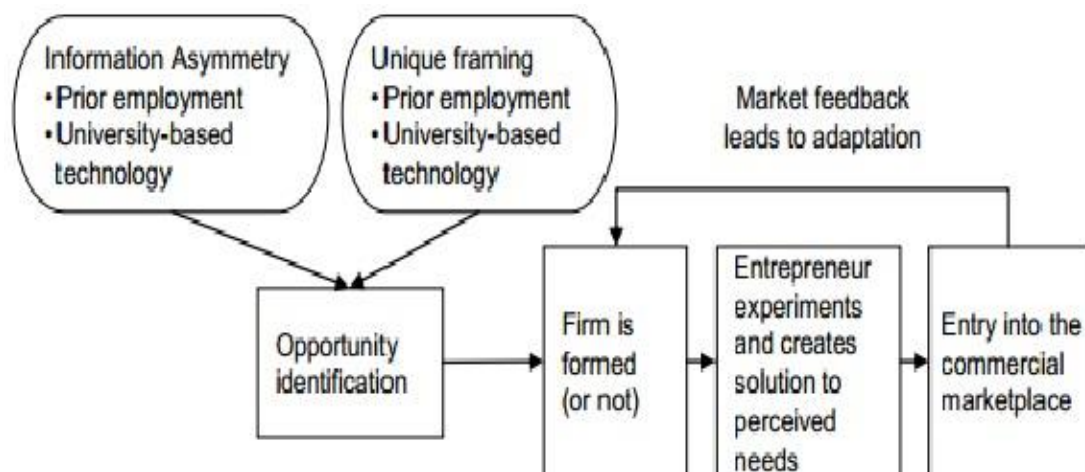 Information Asymmetry
• Prior employment
• University-based
technology
Unique framing
• Prior employment
• University-based
technology
Market feedback
leads to adaptation
Opportunity
identification
Firm is
formed
(or not)
Entrepreneur
experiments
and creates
solution to
perceived
needs
Entry into the
commercial
marketplace